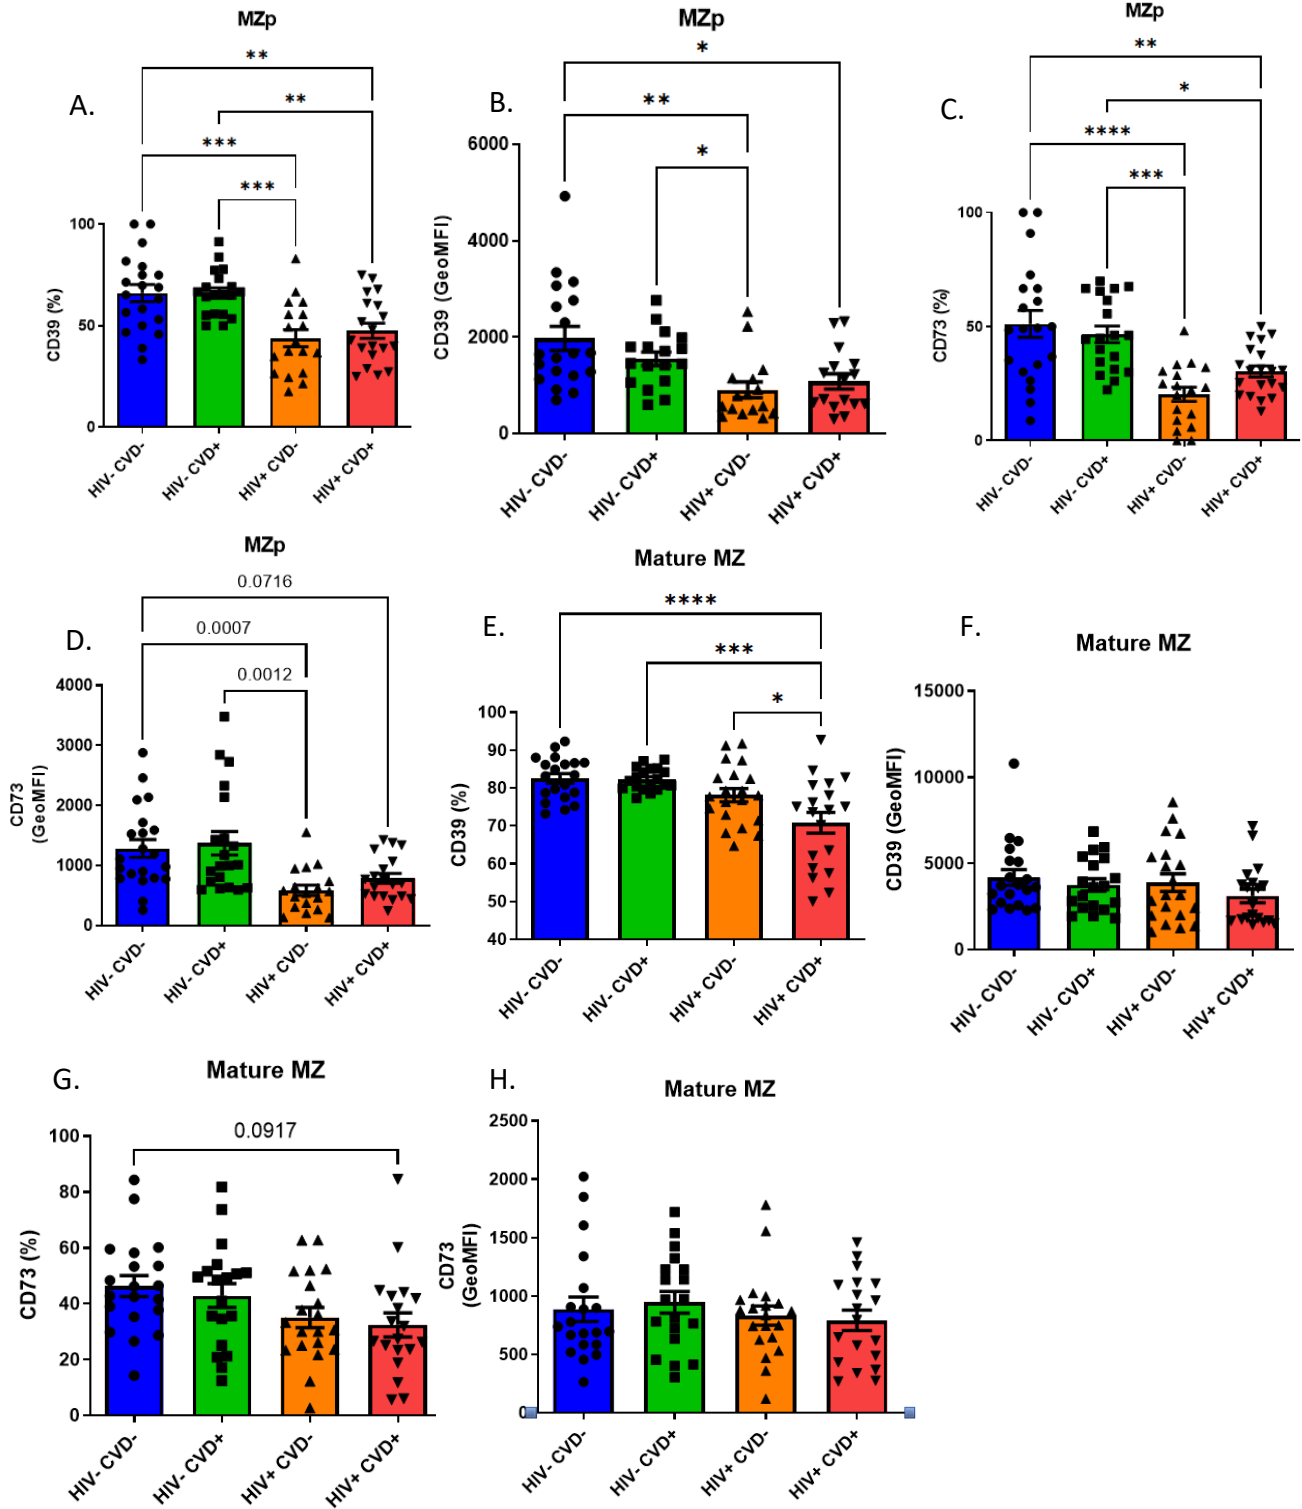 A.
MZp
**
**
***
***
CD39 (%)
100
50
0
HIV- CVD-
HIV- CVD+
HIV+ CVD-
HIV+ CVD+
B.
MZp
*
**
*
CD39 (GeoMFI)
6000
4000
2000
0
HIV- CVD-
HIV- CVD+
HIV+ CVD-
HIV+ CVD+
C.
MZp
**
*
****
***
CD73 (%)
100
50
0
HIV- CVD-
HIV- CVD+
HIV+ CVD-
HIV+ CVD+
D.
MZp
0.0716
0.0007
0.0012
CD73
(GeoMFI)
4000
3000
2000
1000
0
HIV- CVD-
HIV- CVD+
HIV+ CVD-
HIV+ CVD+
E.
Mature MZ
****
***
*
CD39 (%)
100
90
80
70
60
50
40
HIV- CVD-
HIV- CVD+
HIV+ CVD-
HIV+ CVD+
F.
Mature MZ
CD39 (GeoMFI)
15000
10000
5000
0
HIV- CVD-
HIV- CVD+
HIV+ CVD-
HIV+ CVD+
G.
Mature MZ
0.0917
CD73 (%)
100
80
60
40
20
0
HIV- CVD-
HIV- CVD+
HIV+ CVD-
HIV+ CVD+
H.
Mature MZ
CD73
(GeoMFI)
2500
2000
1500
1000
500
0
HIV- CVD-
HIV- CVD+
HIV+ CVD-
HIV+ CVD+